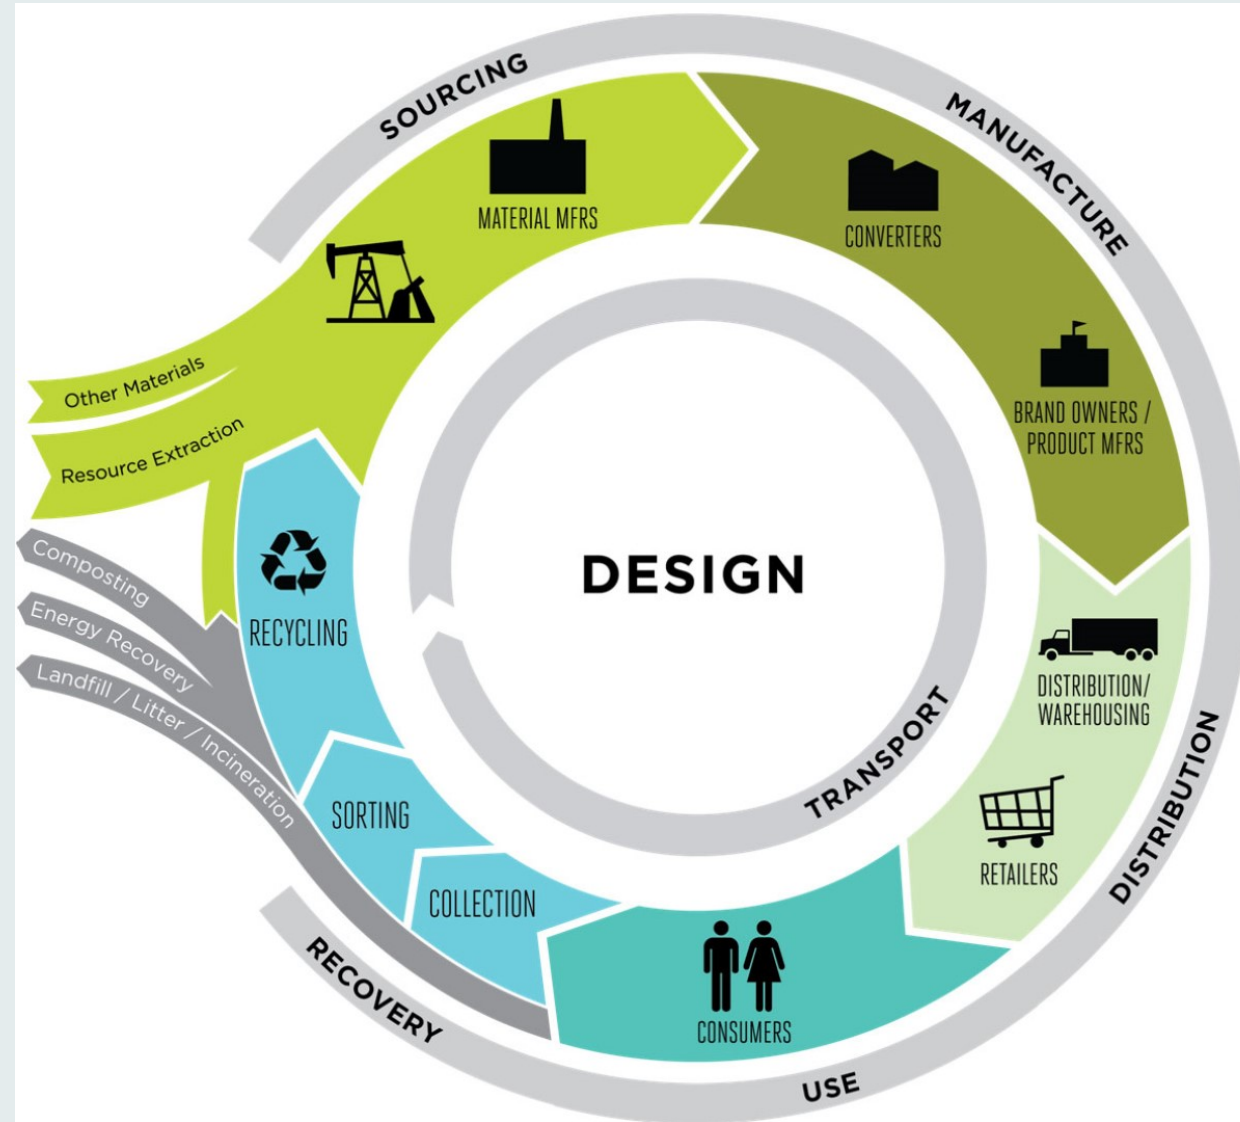 SOURCING
MANUFACTURE
MATERIAL MFRS
CONVERTERS
BRAND OWNERS /
PRODUCT MFRS
Other Materials
Resource Extraction
Composting
Energy Recovery
Landfill / Litter / Incineration
RECYCLING
DESIGN
DISTRIBUTION/
WAREHOUSING
TRANSPORT
DISTRIBUTION
SORTING
RETAILERS
COLLECTION
CONSUMERS
RECOVERY
USE